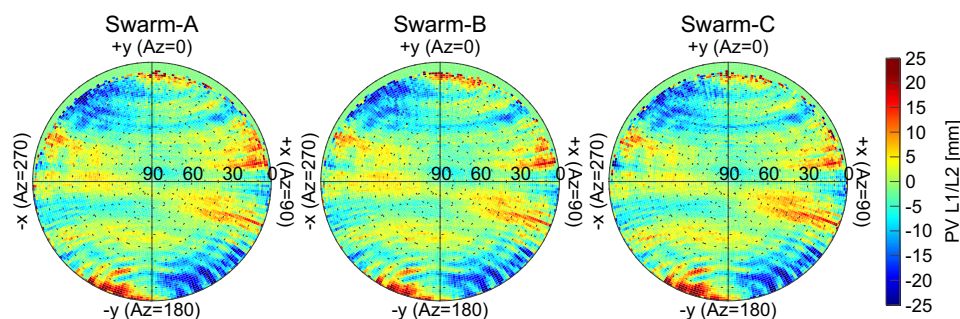 Swarm-A
+y (Az=0)
-x (Az=270)
90 60 30 0
+x (Az=90)
-y (Az=180)
Swarm-B
+y (Az=0)
-x (Az=270)
90 60 30 0
+x (Az=90)
-y (Az=180)
Swarm-C
+y (Az=0)
-x (Az=270)
90 60 30 0
+x (Az=90)
-y (Az=180)
25
20
15
10
5
0
-5
-10
-15
-20
-25
PV L1/L2 [mm]